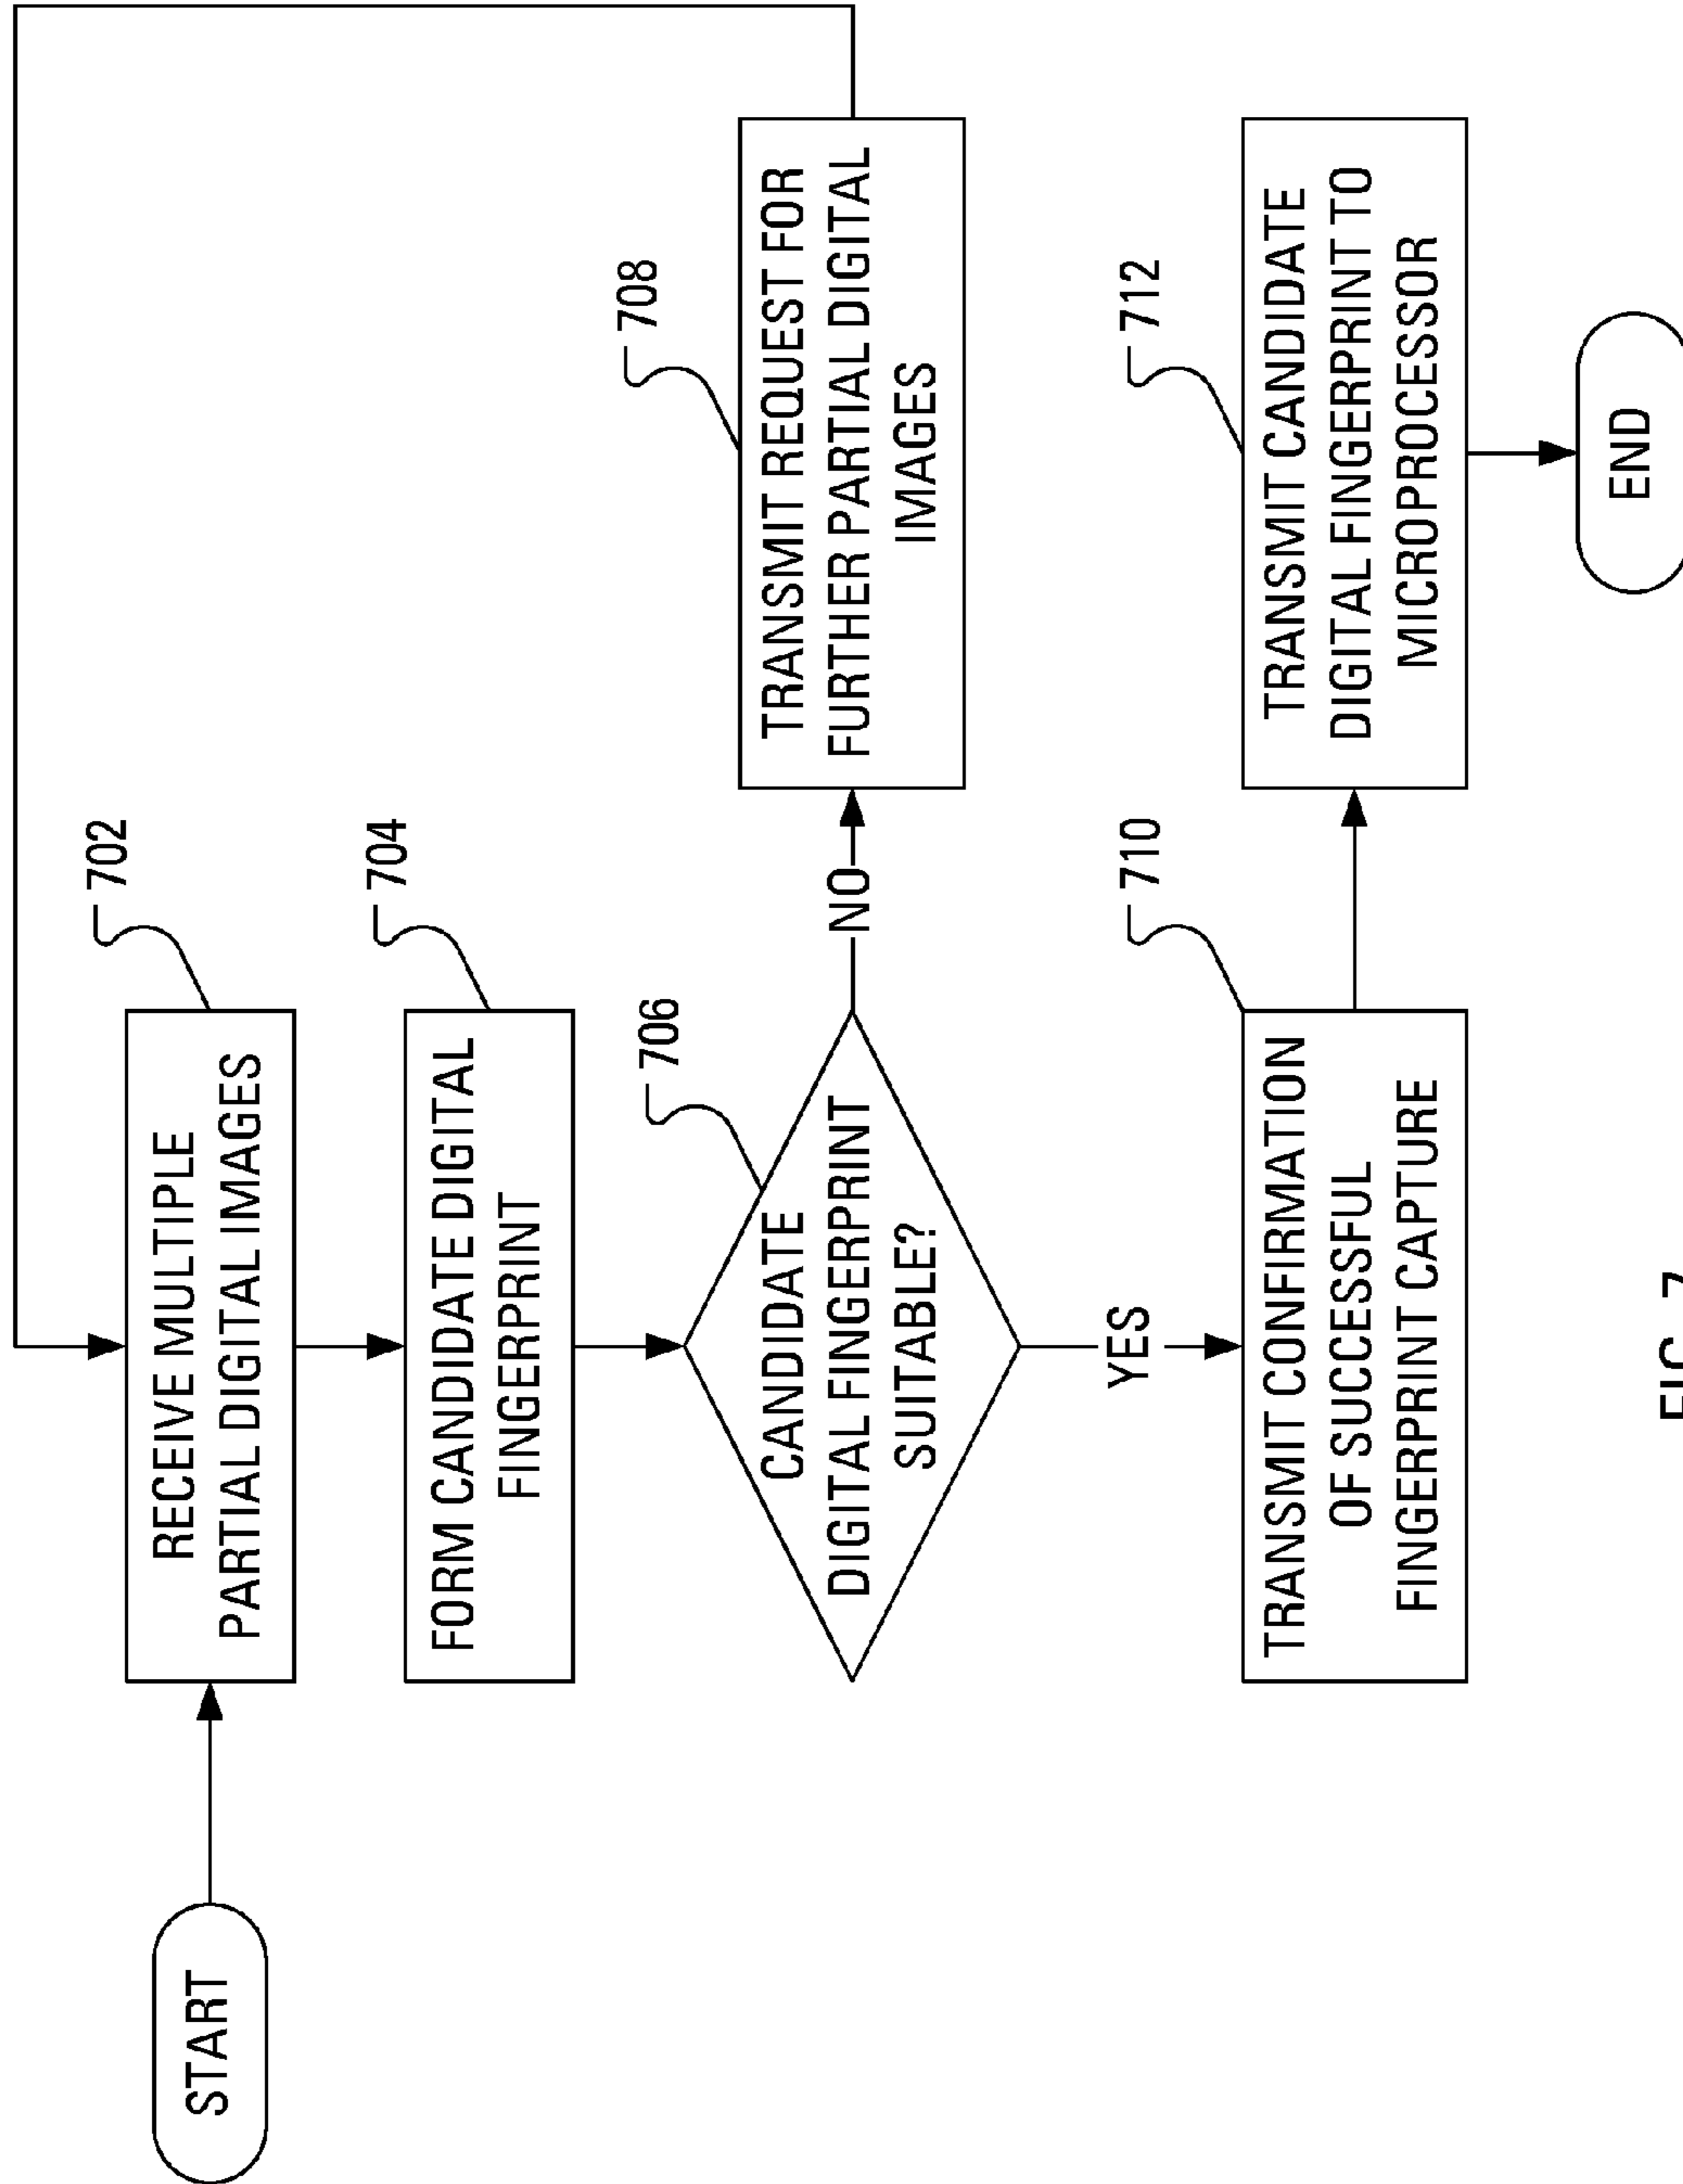 START
RECEIVE MULTIPLE
PARTIAL DIGITAL IMAGES
702
FORM CANDIDATE DIGITAL
FINGERPRINT
704
CANDIDATE
DIGITAL FINGERPRINT
SUITABLE?
706
NO
TRANSMIT REQUEST FOR
FURTHER PARTIAL DIGITAL
IMAGES
708
YES
TRANSMIT CONFIRMATION
OF SUCCESSFUL
FINGERPRINT CAPTURE
710
TRANSMIT CANDIDATE
DIGITAL FINGERPRINT TO
MICROPROCESSOR
712
END
FIG. 7